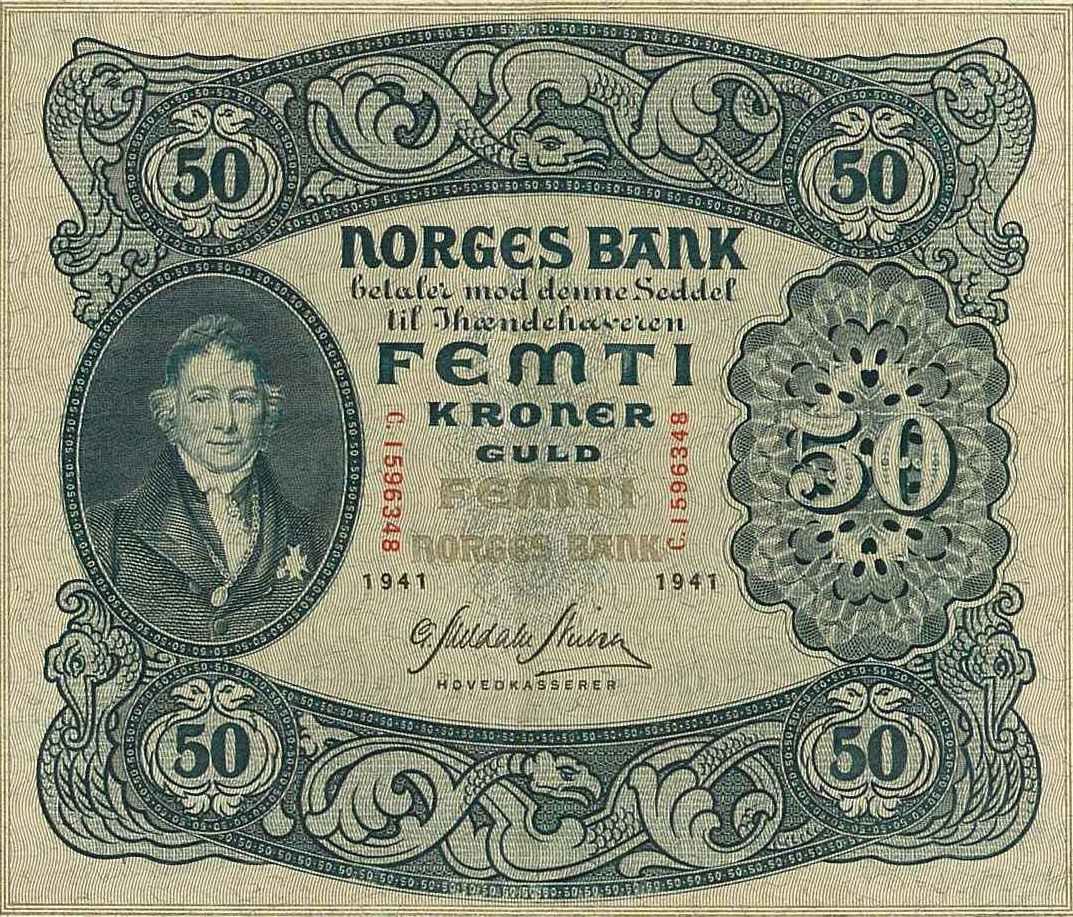 50 50
NORGES BANK
betaler mod denne Seddel
til Ihændehaveren
FEMTI
KRONER
GULD
C. 1596348
C. 1596348
50
FEMTI
NORGES BANK
1941 1941
HOVEDKASSERER
50 50